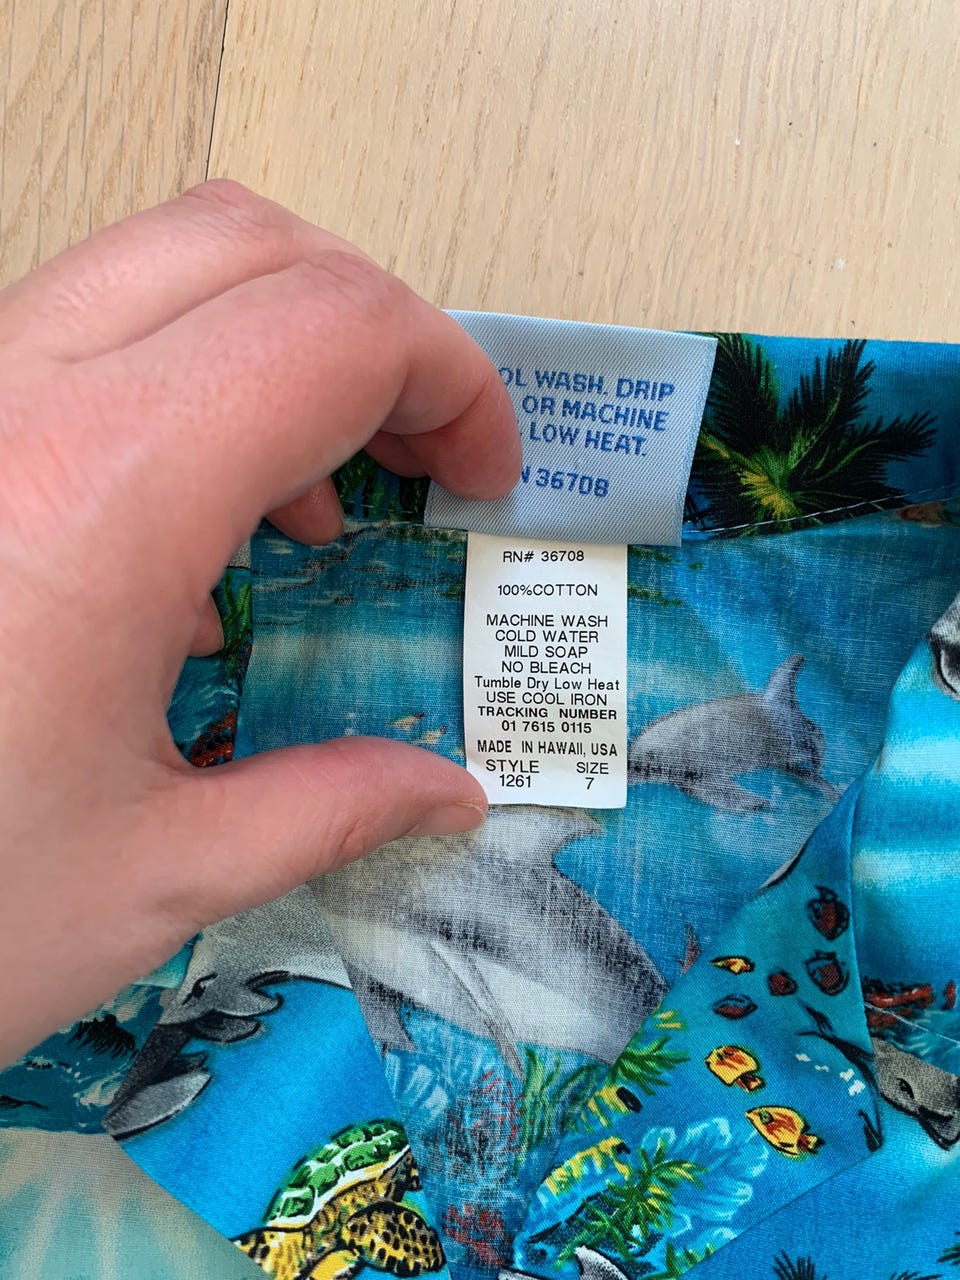 WASH. DRIP
OR MACHINE
LOW HEAT.
36708
RN# 36708
100%COTTON
MACHINE WASH
COLD WATER
MILD SOAP
NO BLEACH
Tumble Dry Low Heat
USE COOL IRON
TRACKING NUMBER
01 7615 0115
MADE IN HAWAII, USA
STYLE SIZE
1261 7